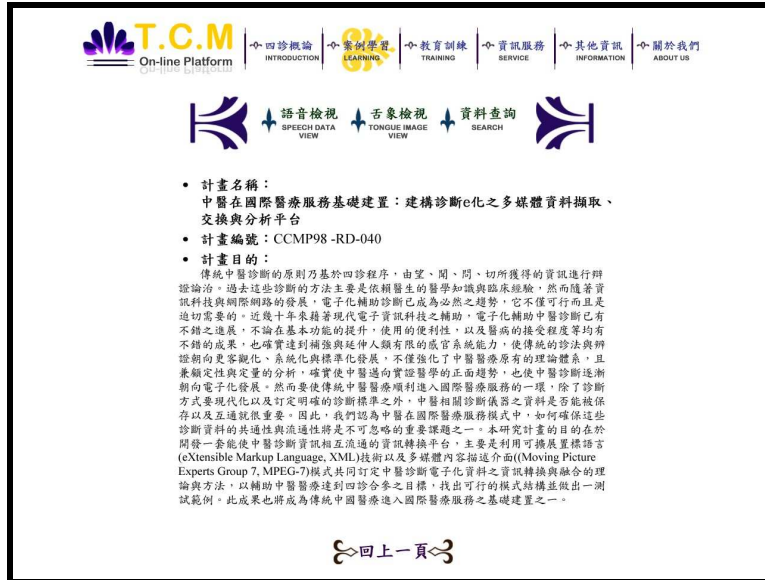 T.C.M
On-line Platform
四診概論
INTRODUCTION
案例學習
LEARNING
教育訓練
TRAINING
資訊服務
SERVICE
其他資訊
INFORMATION
關於我們
ABOUT US
語音檢視
SPEECH DATA
VIEW
舌象檢視
TONGUE IMAGE
VIEW
資料查詢
SEARCH
• 計畫名稱：
中醫在國際醫療服務基礎建置：建構診斷e化之多媒體資料擷取、
交換與分析平台
• 計畫編號：CCMP98 -RD-040
• 計畫目的：
傳統中醫診斷的原則乃基於四診程序，由望、聞、問、切所獲得的資訊進行辯
證論治。過去這些診斷的方法主要是依賴醫生的醫學知識與臨床經驗，然而隨著資
訊科技與網際網路的發展，電子化輔助診斷已成為必然之趨勢，它不僅可行而且是
迫切需要的。近幾十年來藉著現代電子資訊科技之輔助，電子化輔助中醫診斷已有
不錯之進展，不論在基本功能的提升，使用的便利性，以及醫病的接受程度等均有
不錯的成果，也確實達到補強與延伸人類有限的感官系統能力，使傳統的診法與辨
證朝向更客觀化、系統化與標準化發展，不僅強化了中醫醫療原有的理論體系，且
兼顧定性與定量的分析，確實使中醫邁向實證醫學的正面趨勢，也使中醫診斷逐漸
朝向電子化發展。然而要使傳統中醫醫療順利進入國際醫療服務的一環，除了診斷
方式要現代化以及訂定明確的診斷標準之外，中醫相關診斷儀器之資料是否能被保
存以及互通就很重要。因此，我們認為中醫在國際醫療服務模式中，如何確保這些
診斷資料的共通性與流通性將是不可忽略的重要課題之一。本研究計畫的目的在於
開發一套能使中醫診斷資訊相互流通的資訊轉換平台，主要是利用可擴展置標語言
(eXtensible Markup Language, XML)技術以及多媒體內容描述介面((Moving Picture
Experts Group 7, MPEG-7)模式共同訂定中醫診斷電子化資料之資訊轉換與融合的理
論與方法，以輔助中醫醫療達到四診合參之目標，找出可行的模式結構並做出一測
試範例。此成果也將成為傳統中國醫療進入國際醫療服務之基礎建置之一。
回上一頁